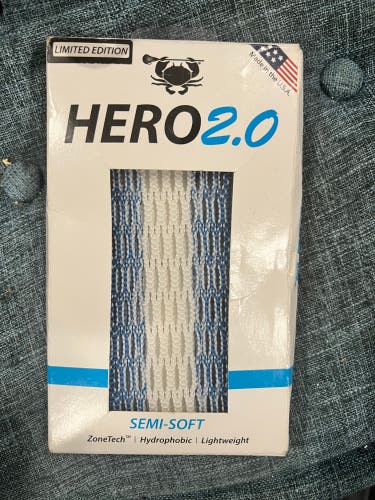 LIMITED EDITION
Made in the U.S.A.
HERO2.0
SEMI-SOFT
ZoneTech™ | Hydrophobic | Lightweight